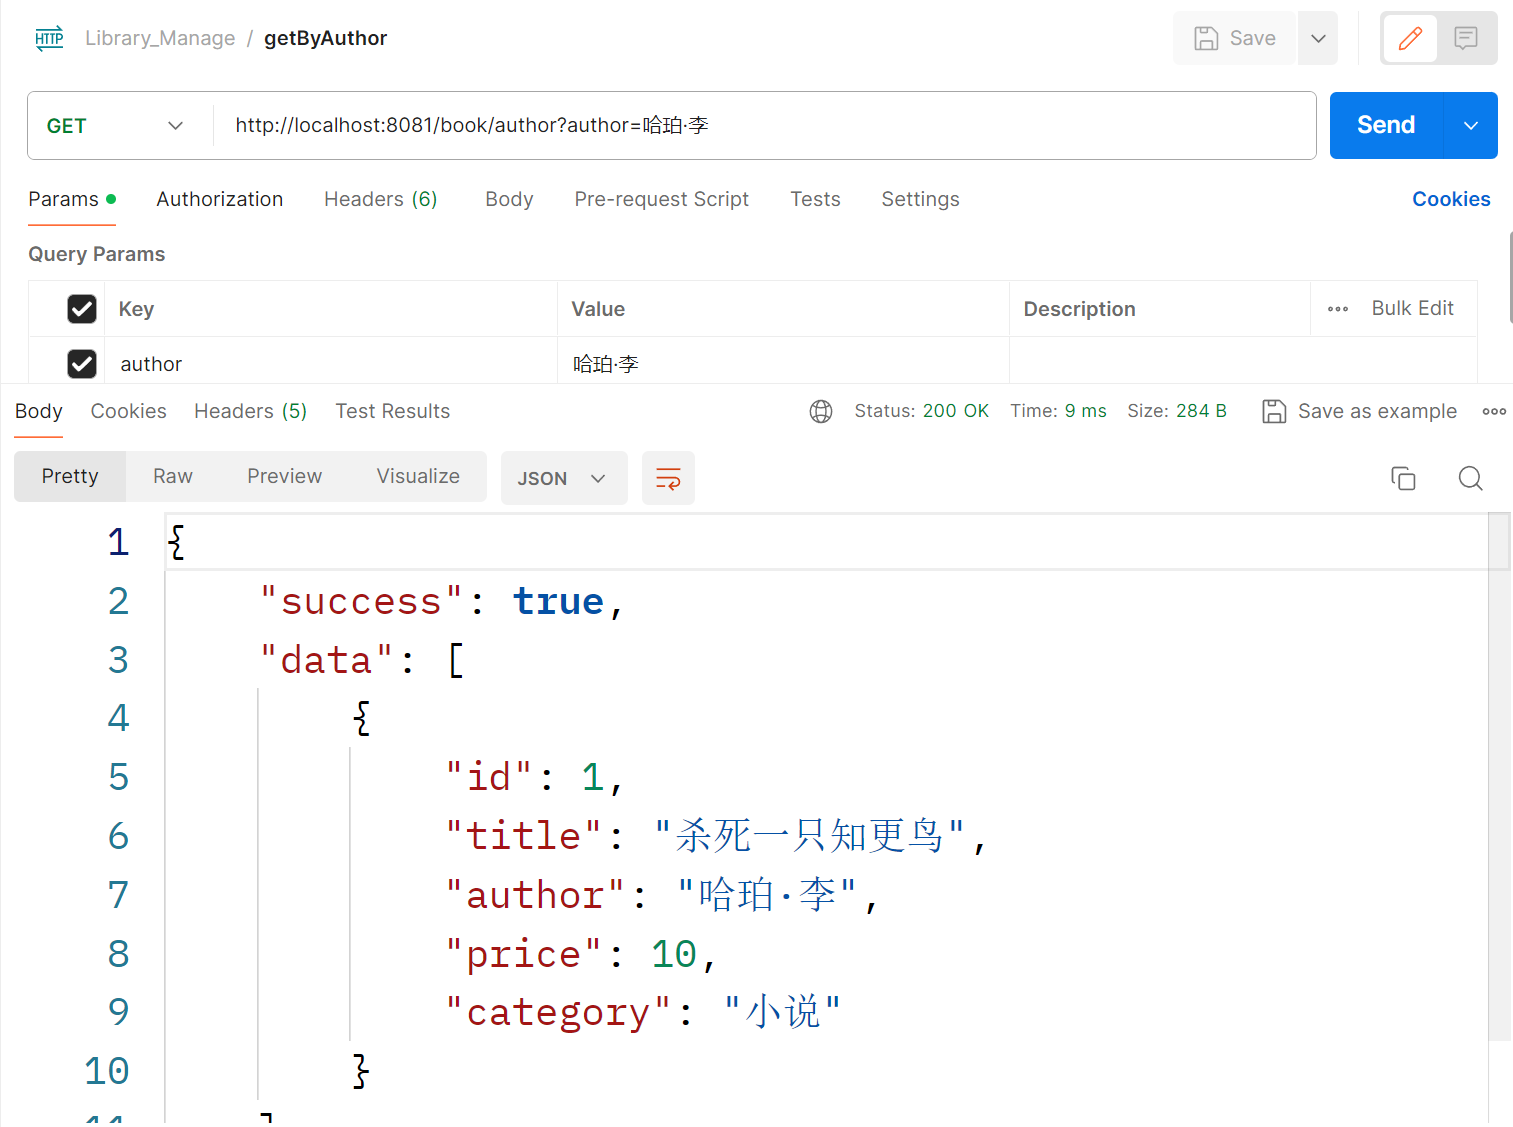 HTTP Library_Manage / getByAuthor Save
GET http://localhost:8081/book/author?author=哈珀·李 Send
Params Authorization Headers (6) Body Pre-request Script Tests Settings Cookies
Query Params
Key Value Description Bulk Edit
author 哈珀·李
Body Cookies Headers (5) Test Results Status: 200 OK Time: 9 ms Size: 284 B Save as example
Pretty Raw Preview Visualize JSON
1 {
2 "success": true,
3 "data": [
4 {
5 "id": 1,
6 "title": "杀死一只知更鸟",
7 "author": "哈珀·李",
8 "price": 10,
9 "category": "小说"
10 }
11 ]